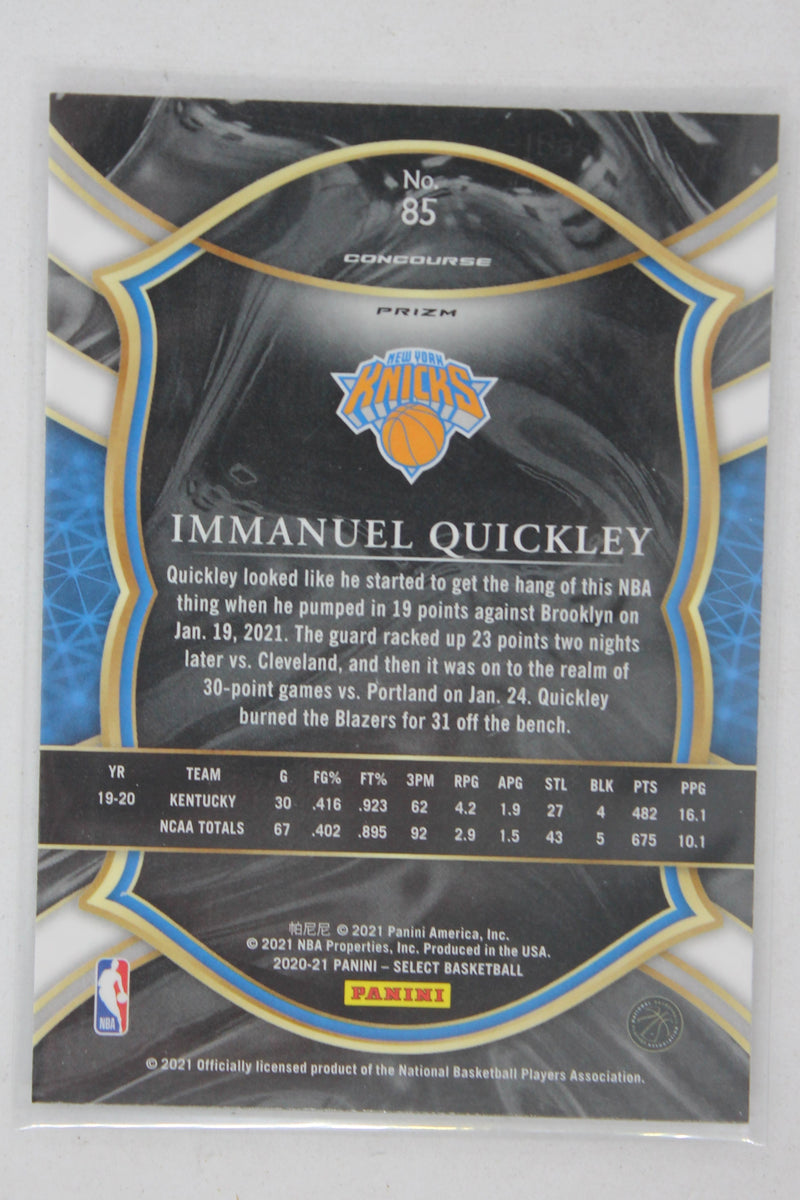 No.
85
CONCOURSE
PRIZM
NEW YORK
KNICKS
IMMANUEL QUICKLEY
Quickley looked like he started to get the hang of this NBA
thing when he pumped in 19 points against Brooklyn on
Jan. 19, 2021. The guard racked up 23 points two nights
later vs. Cleveland, and then it was on to the realm of
30-point games vs. Portland on Jan. 24. Quickley
burned the Blazers for 31 off the bench.
YR TEAM G FG% FT% 3PM RPG APG STL BLK PTS PPG
19-20 KENTUCKY 30 .416 .923 62 4.2 1.9 27 4 482 16.1
NCAA TOTALS 67 .402 .895 92 2.9 1.5 43 5 675 10.1
帕尼尼 © 2021 Panini America, Inc.
© 2021 NBA Properties, Inc. Produced in the USA.
2020-21 PANINI – SELECT BASKETBALL
PANINI
NBA
© 2021 Officially licensed product of the National Basketball Players Association.